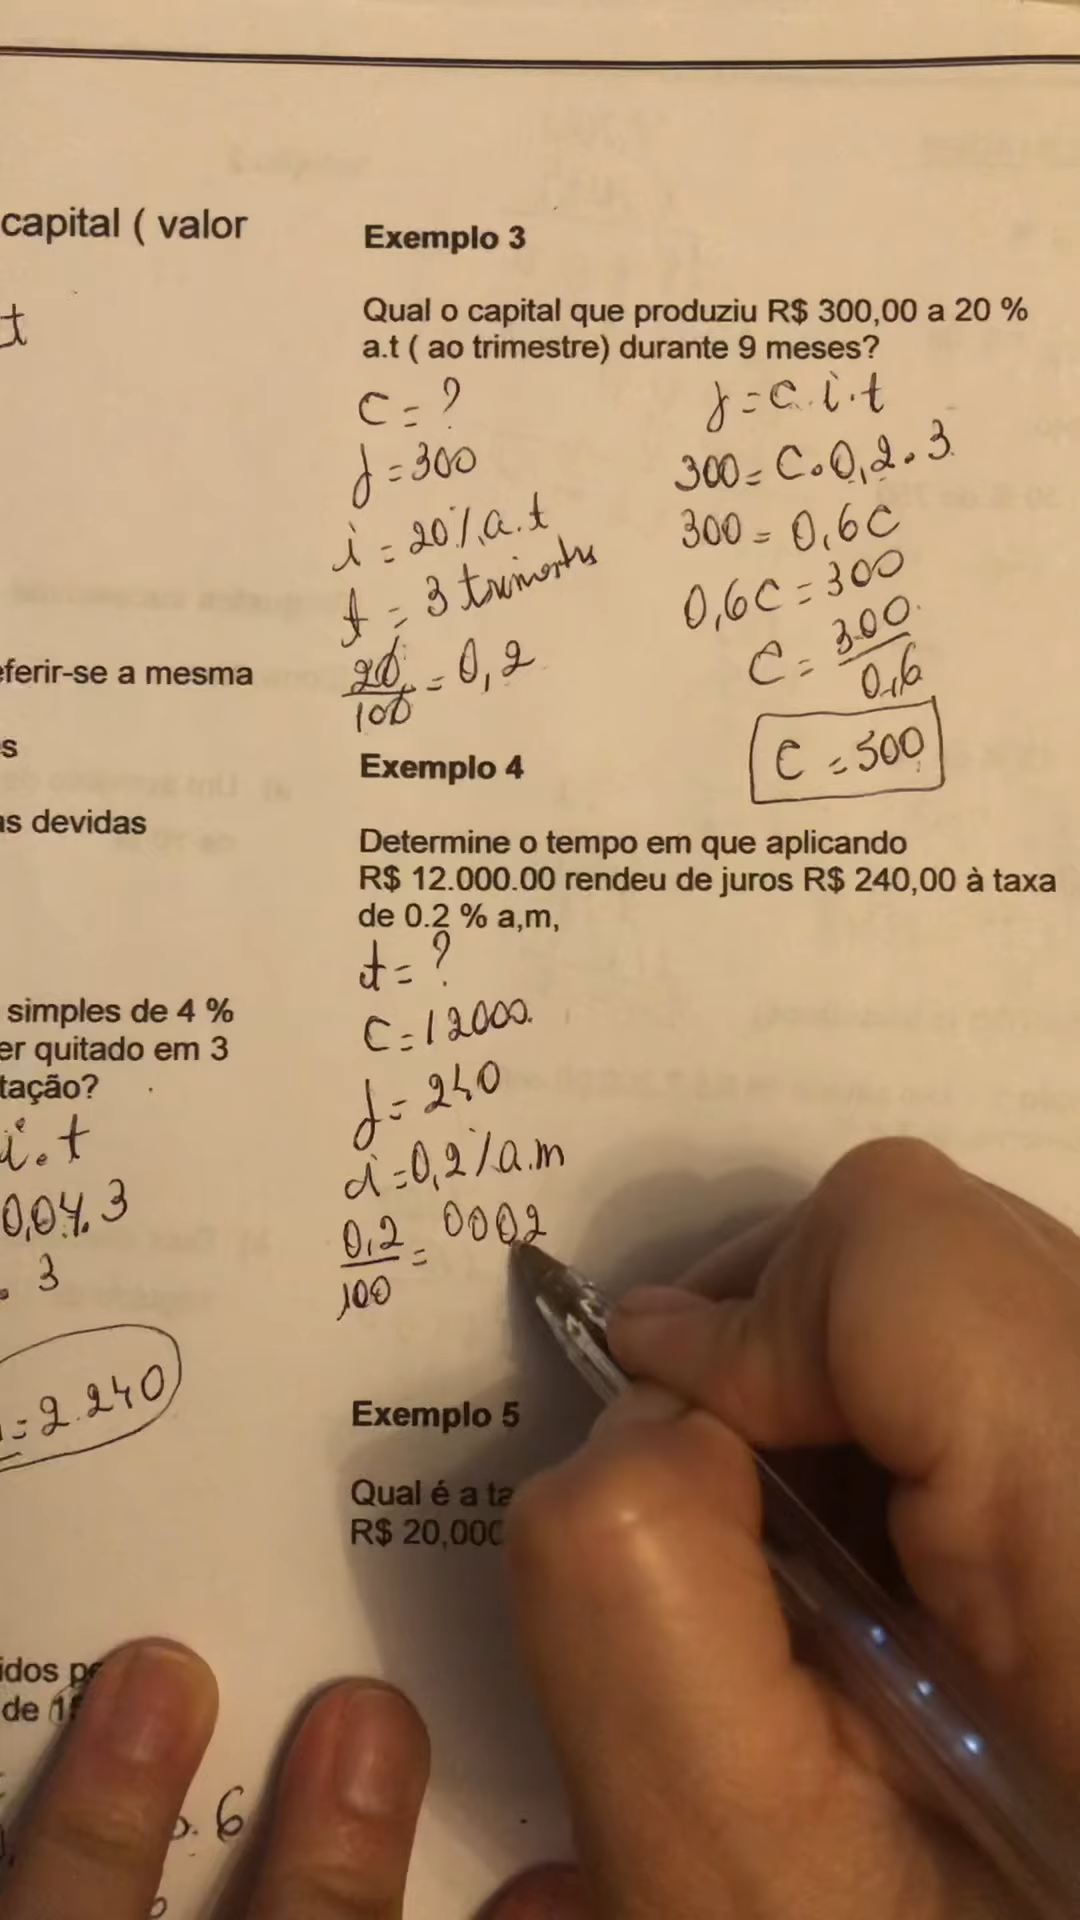 capital ( valor
t
eferir-se a mesma
s
as devidas
simples de 4 %
er quitado em 3
tação?
i.t
0,04.3
. 3
=2.240
idos pe
de 15
. 6
Exemplo 3
Qual o capital que produziu R$ 300,00 a 20 %
a.t ( ao trimestre) durante 9 meses?
C = ?
j = 300
i = 20%a.t
t = 3 trimestres
20/100 = 0,2
j = c.i.t
300 = C.0,2.3
300 = 0,6C
0,6C = 300
C = 300/0,6
C = 500
Exemplo 4
Determine o tempo em que aplicando
R$ 12.000.00 rendeu de juros R$ 240,00 à taxa
de 0.2 % a,m,
t = ?
C = 12000
j = 240
i = 0,2%a.m
0,2/100 = 0002
Exemplo 5
Qual é a ta
R$ 20,000